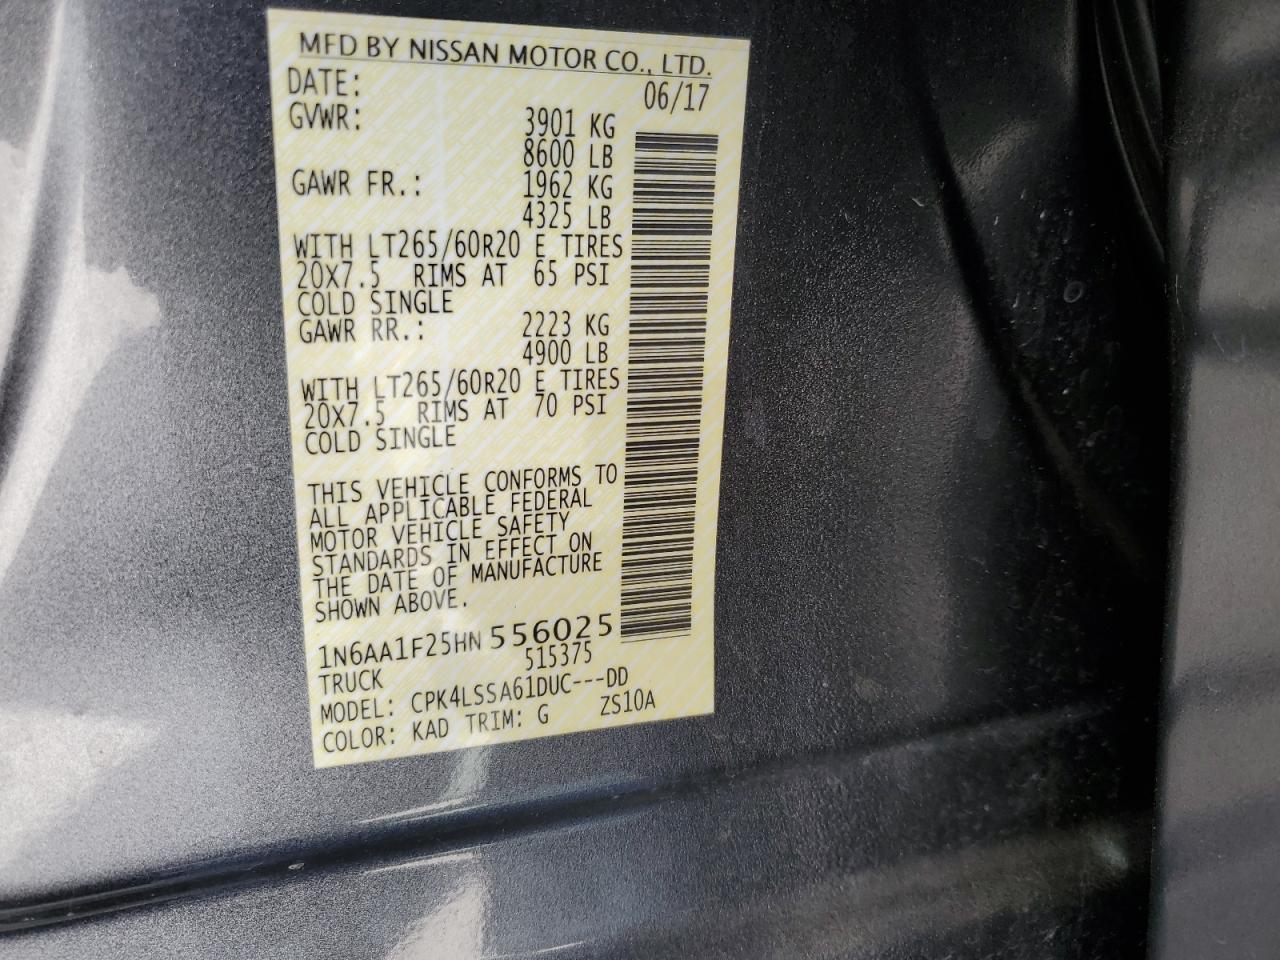 MFD BY NISSAN MOTOR CO., LTD.
DATE: 06/17
GVWR: 3901 KG
8600 LB
GAWR FR.: 1962 KG
4325 LB
WITH LT265/60R20 E TIRES
20X7.5 RIMS AT 65 PSI
COLD SINGLE
GAWR RR.: 2223 KG
4900 LB
WITH LT265/60R20 E TIRES
20X7.5 RIMS AT 70 PSI
COLD SINGLE
THIS VEHICLE CONFORMS TO
ALL APPLICABLE FEDERAL
MOTOR VEHICLE SAFETY
STANDARDS IN EFFECT ON
THE DATE OF MANUFACTURE
SHOWN ABOVE.
1N6AA1F25HN556025
TRUCK 515375
MODEL: CPK4LSSA61DUC---DD
COLOR: KAD TRIM: G ZS10A